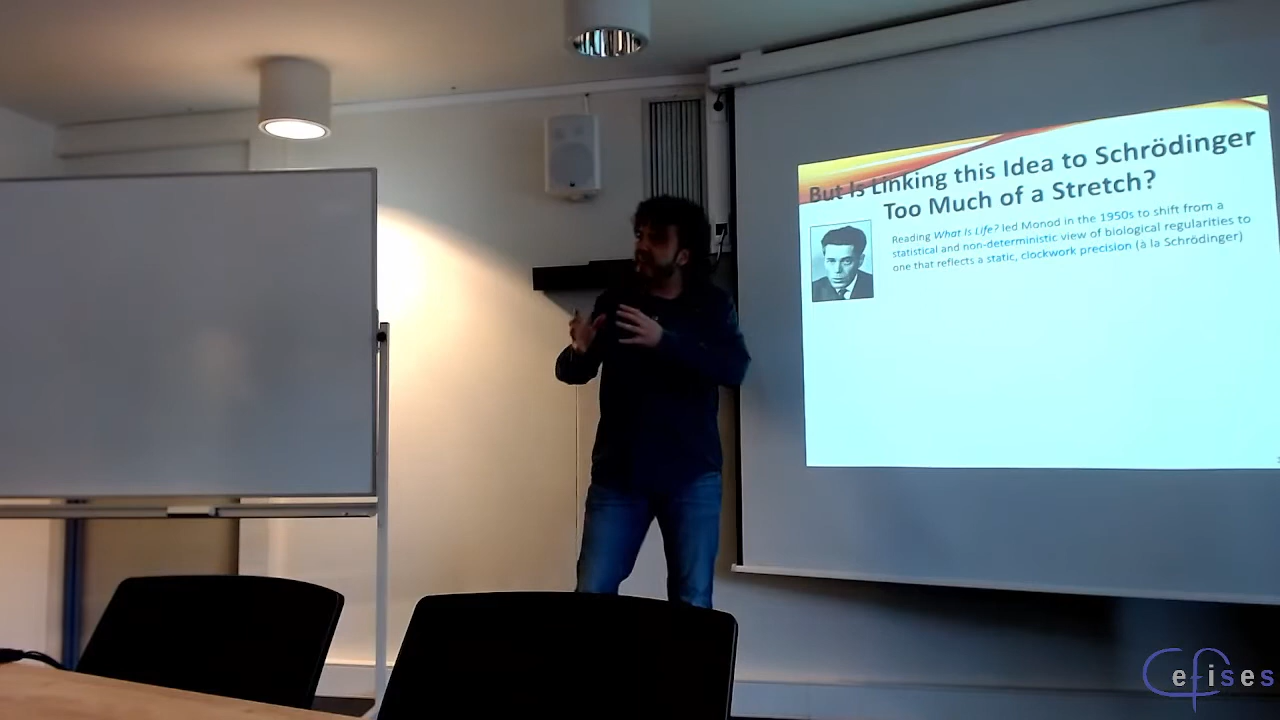 But Is Linking this Idea to Schrödinger
Too Much of a Stretch?
Reading What Is Life? led Monod in the 1950s to shift from a
statistical and non-deterministic view of biological regularities to
one that reflects a static, clockwork precision (à la Schrödinger)
Cefises